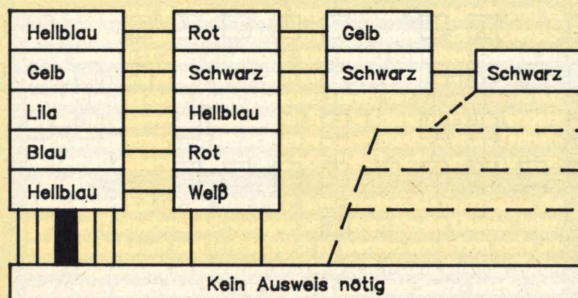 Hellblau Rot Gelb
Gelb Schwarz Schwarz Schwarz
Lila Hellblau
Blau Rot
Hellblau Weiß
Kein Ausweis nötig